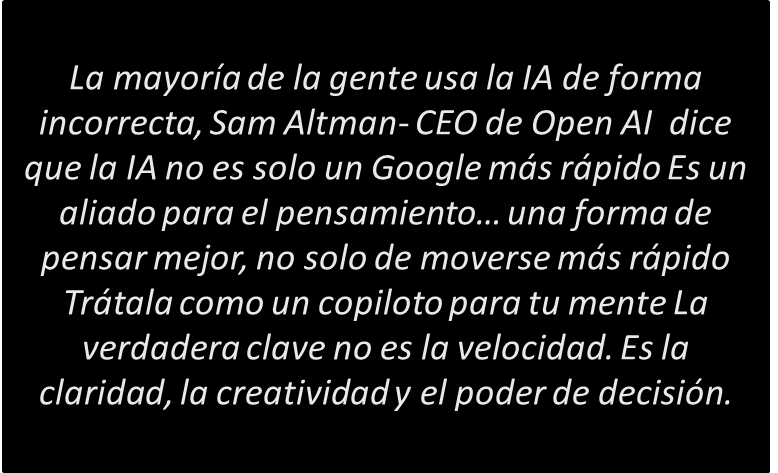 La mayoría de la gente usa la IA de forma
incorrecta, Sam Altman- CEO de Open AI  dice
que la IA no es solo un Google más rápido Es un
aliado para el pensamiento... una forma de
pensar mejor, no solo de moverse más rápido
Trátala como un copiloto para tu mente La
verdadera clave no es la velocidad. Es la
claridad, la creatividad y el poder de decisión.